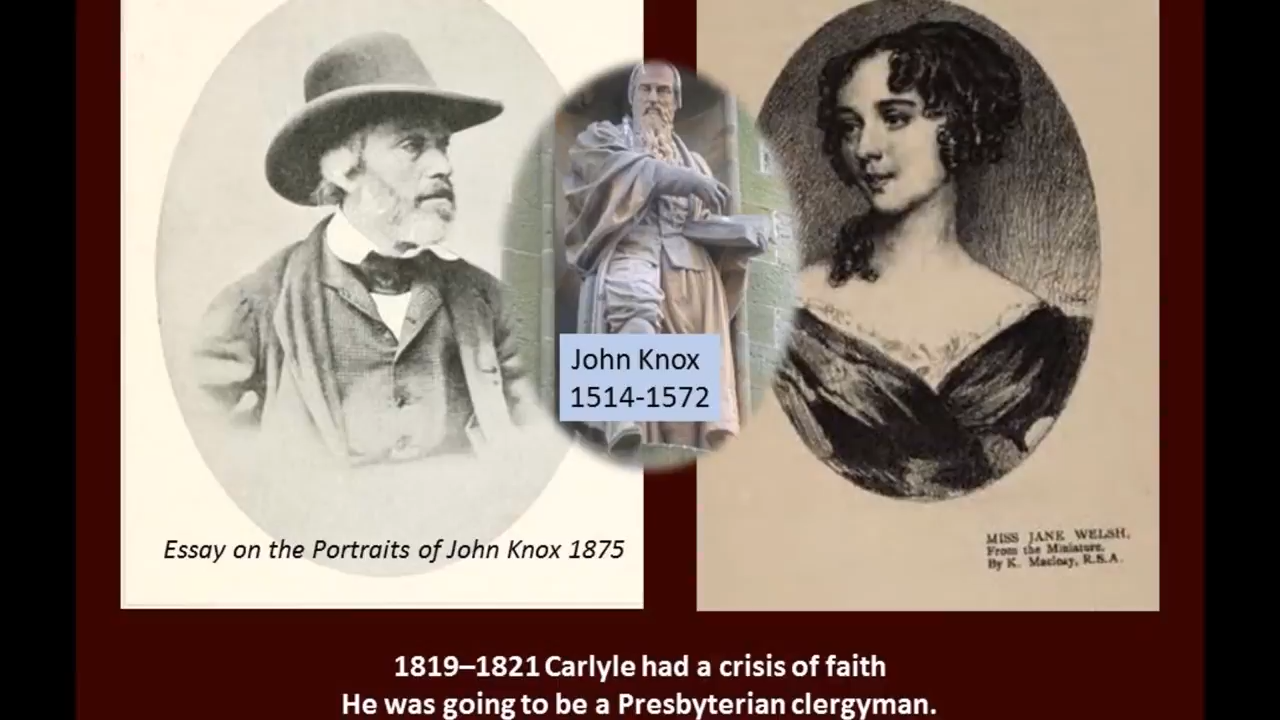 John Knox
1514-1572
Essay on the Portraits of John Knox 1875
MISS JANE WELSH,
From the Miniature,
By K. Macleay, R.S.A.
1819–1821 Carlyle had a crisis of faith
He was going to be a Presbyterian clergyman.